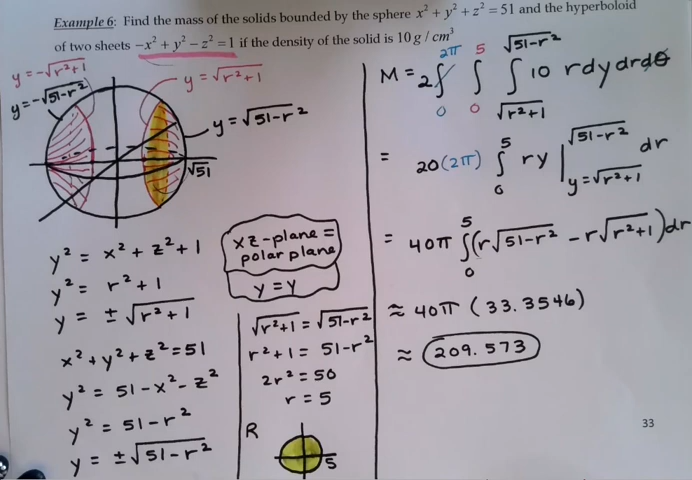 Example 6: Find the mass of the solids bounded by the sphere x² + y² + z² = 51 and the hyperboloid
of two sheets −x² + y² − z² = 1 if the density of the solid is 10 g / cm³
y = −√(r²+1)
y = √(r²+1)
y = −√(51−r²)
y = √(51−r²)
√51
y² = x² + z² + 1
y² = r² + 1
y = ± √(r²+1)
x² + y² + z² = 51
y² = 51 − x² − z²
y² = 51 − r²
y = ± √(51 − r²)
xz-plane =
polar plane
y = y
√(r²+1) = √(51−r²)
r² + 1 = 51 − r²
2r² = 50
r = 5
R
5
M = 2 ∫₀^2π ∫₀^5 ∫_√(r²+1)^√(51−r²) 10 r dy dr dθ
= 20 (2π) ∫₀^5 ry |_y=√(r²+1)^√(51−r²) dr
= 40π ∫₀^5 (r√(51−r²) − r√(r²+1)) dr
≈ 40π (33.3546)
≈ 209.573
33